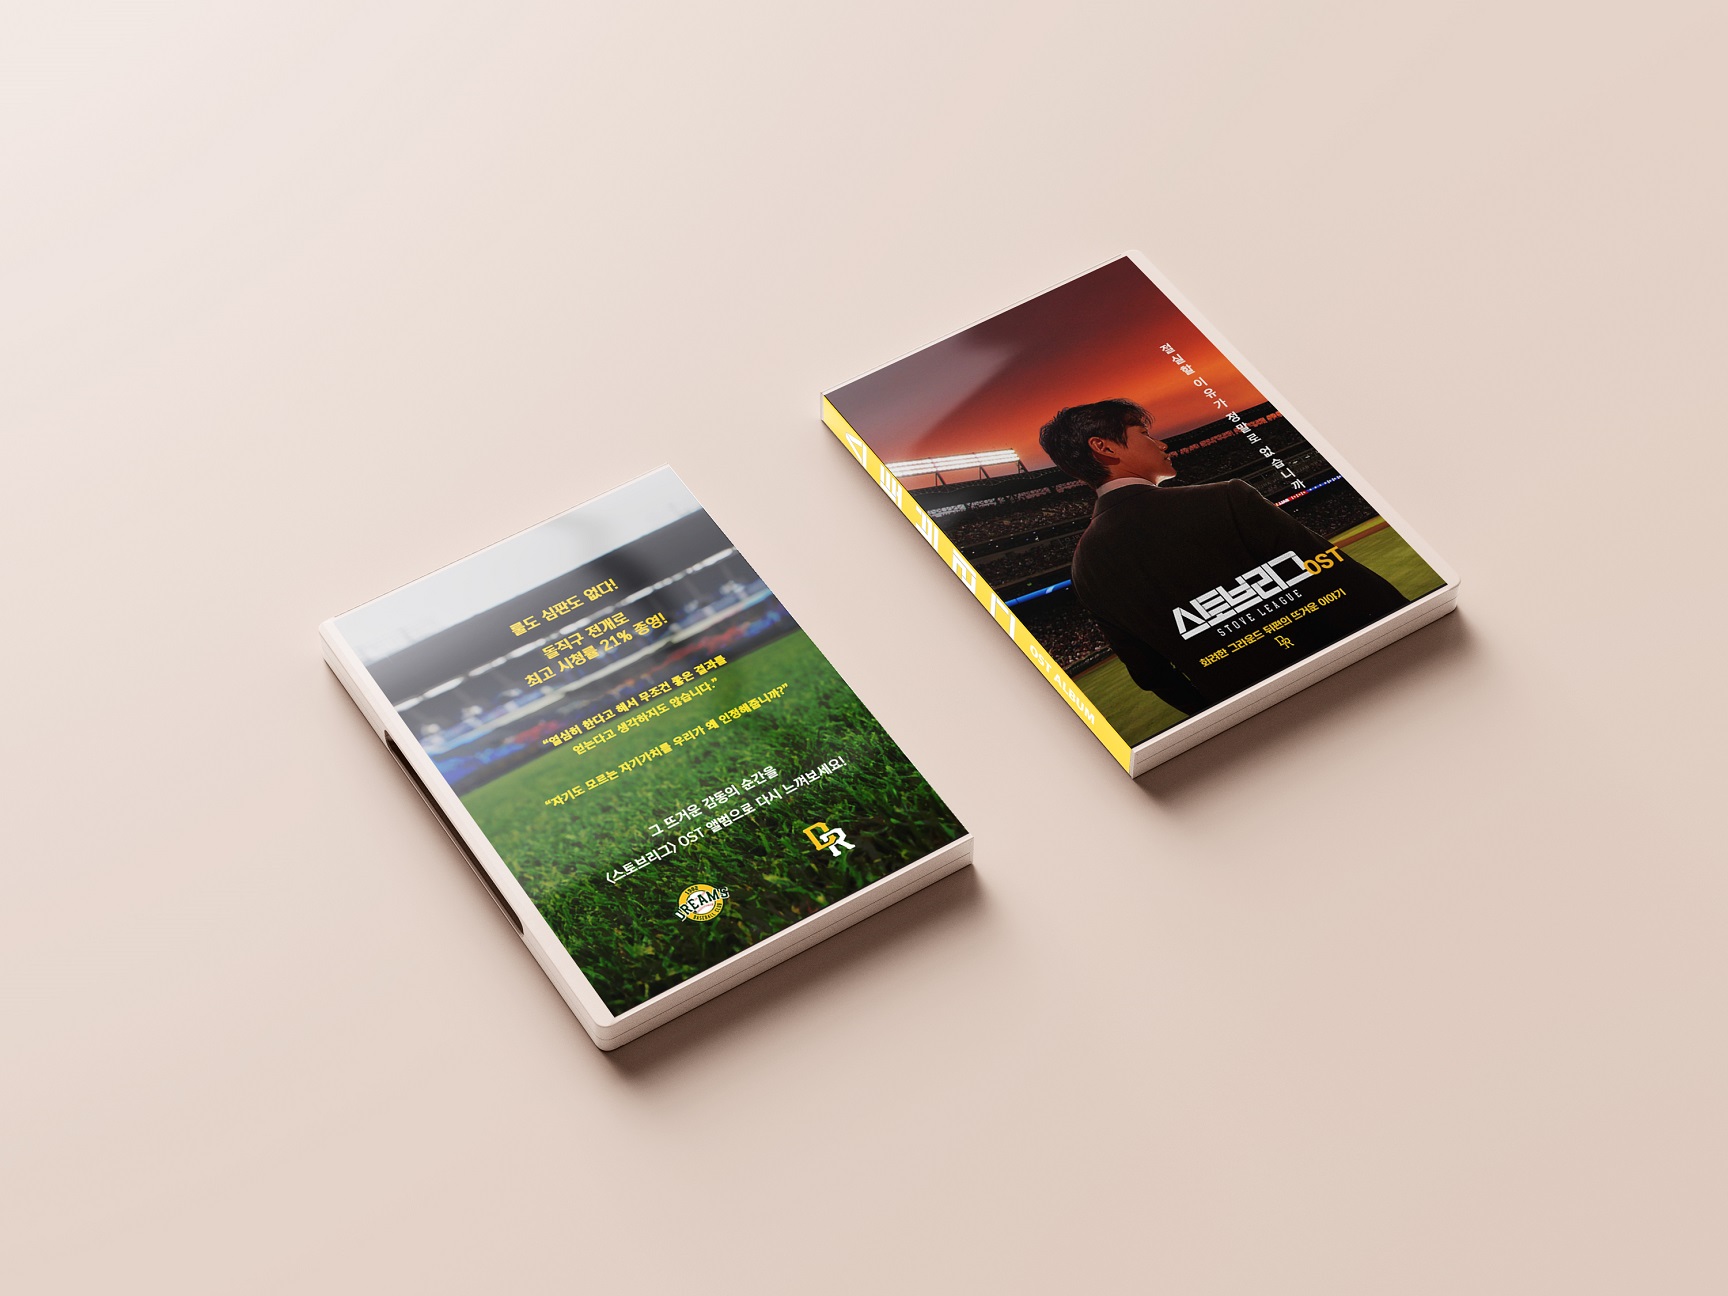 룰도 심판도 없다!
돌직구 전개로
최고 시청률 21% 종영!
“열심히 한다고 해서 무조건 좋은 결과를
얻는다고 생각하지도 않습니다.”
“자기도 모르는 자기가치를 우리가 왜 인정해줍니까?”
그 뜨거운 감동의 순간을
〈스토브리그〉 OST 앨범으로 다시 느껴보세요!
DR
1982
DREAMS
BASEBALL CLUB
스토브리그
OST ALBUM
절실할 이유가 정말로 없습니까
스토브리그 OST
STOVE LEAGUE
화려한 그라운드 뒤편의 뜨거운 이야기
DR